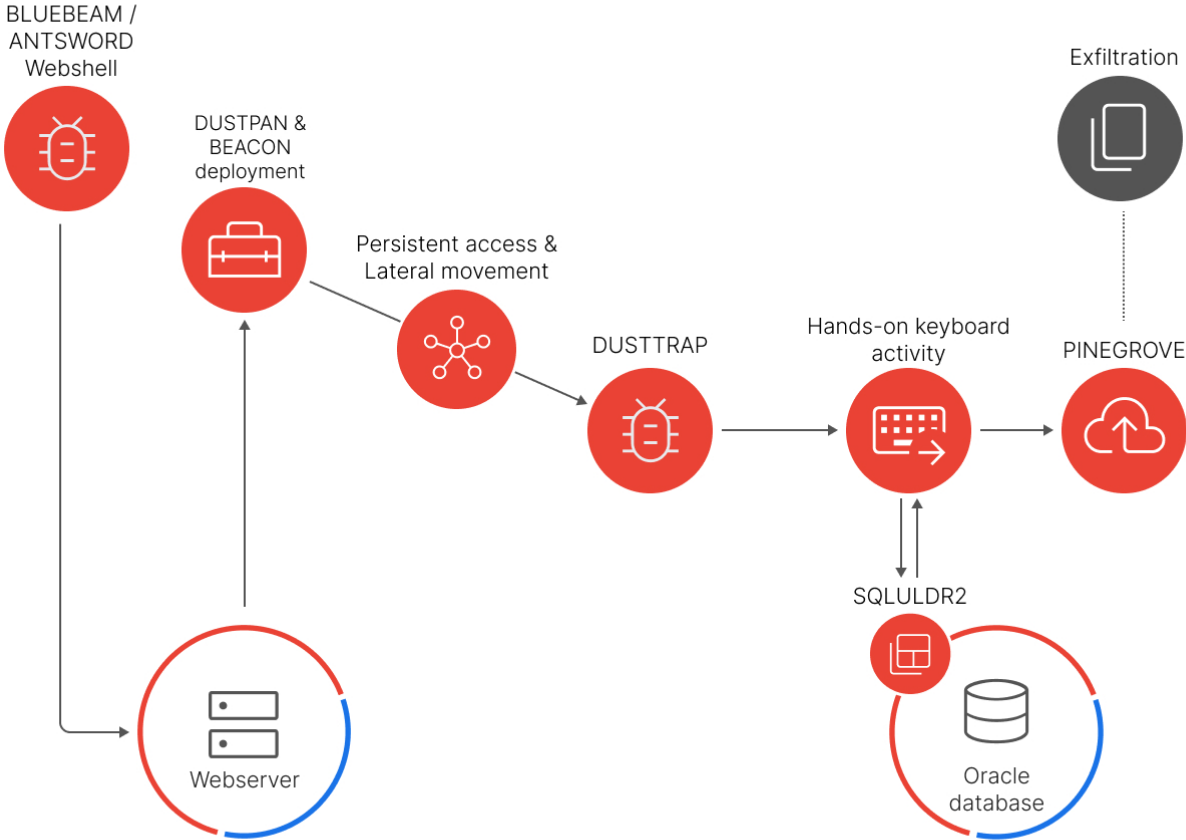 BLUEBEAM /
ANTSWORD
Webshell
DUSTPAN &
BEACON
deployment
Persistent access &
Lateral movement
DUSTTRAP
Hands-on keyboard
activity
Exfiltration
PINEGROVE
SQLULDR2
Webserver
Oracle
database